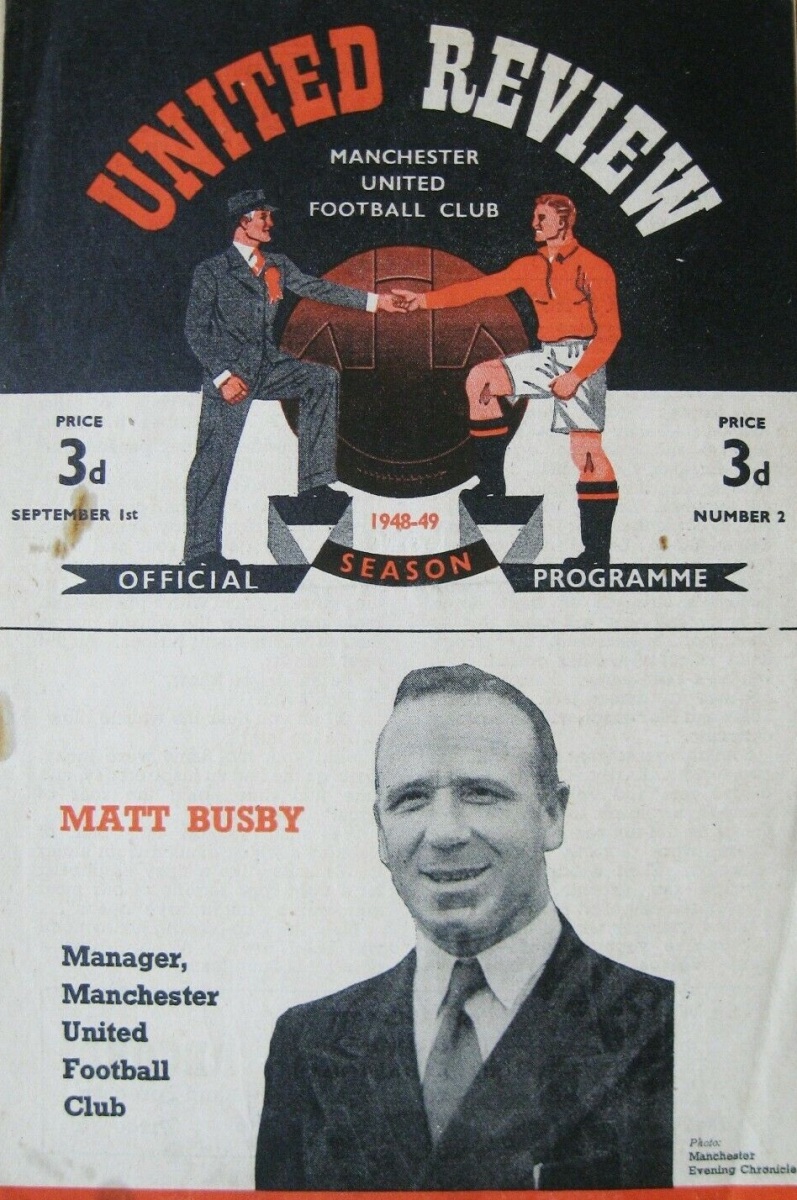 UNITED REVIEW
MANCHESTER
UNITED
FOOTBALL CLUB
PRICE
3d
SEPTEMBER 1st
PRICE
3d
NUMBER 2
1948-49
OFFICIAL SEASON PROGRAMME
MATT BUSBY
Manager,
Manchester
United
Football
Club
Photo:
Manchester
Evening Chronicle